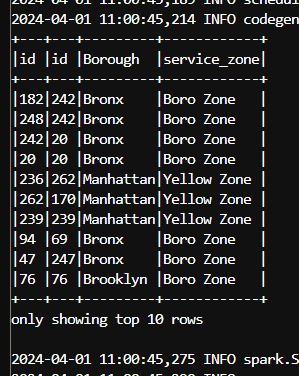 2024-04-01 11:00:45,189 INFO schedul
2024-04-01 11:00:45,214 INFO codegen
+---+---+---------+------------+
|id |id |Borough  |service_zone|
+---+---+---------+------------+
|182|242|Bronx    |Boro Zone   |
|248|242|Bronx    |Boro Zone   |
|242|20 |Bronx    |Boro Zone   |
|20 |20 |Bronx    |Boro Zone   |
|236|262|Manhattan|Yellow Zone |
|262|170|Manhattan|Yellow Zone |
|239|239|Manhattan|Yellow Zone |
|94 |69 |Bronx    |Boro Zone   |
|47 |247|Bronx    |Boro Zone   |
|76 |76 |Brooklyn |Boro Zone   |
+---+---+---------+------------+
only showing top 10 rows
2024-04-01 11:00:45,275 INFO spark.S